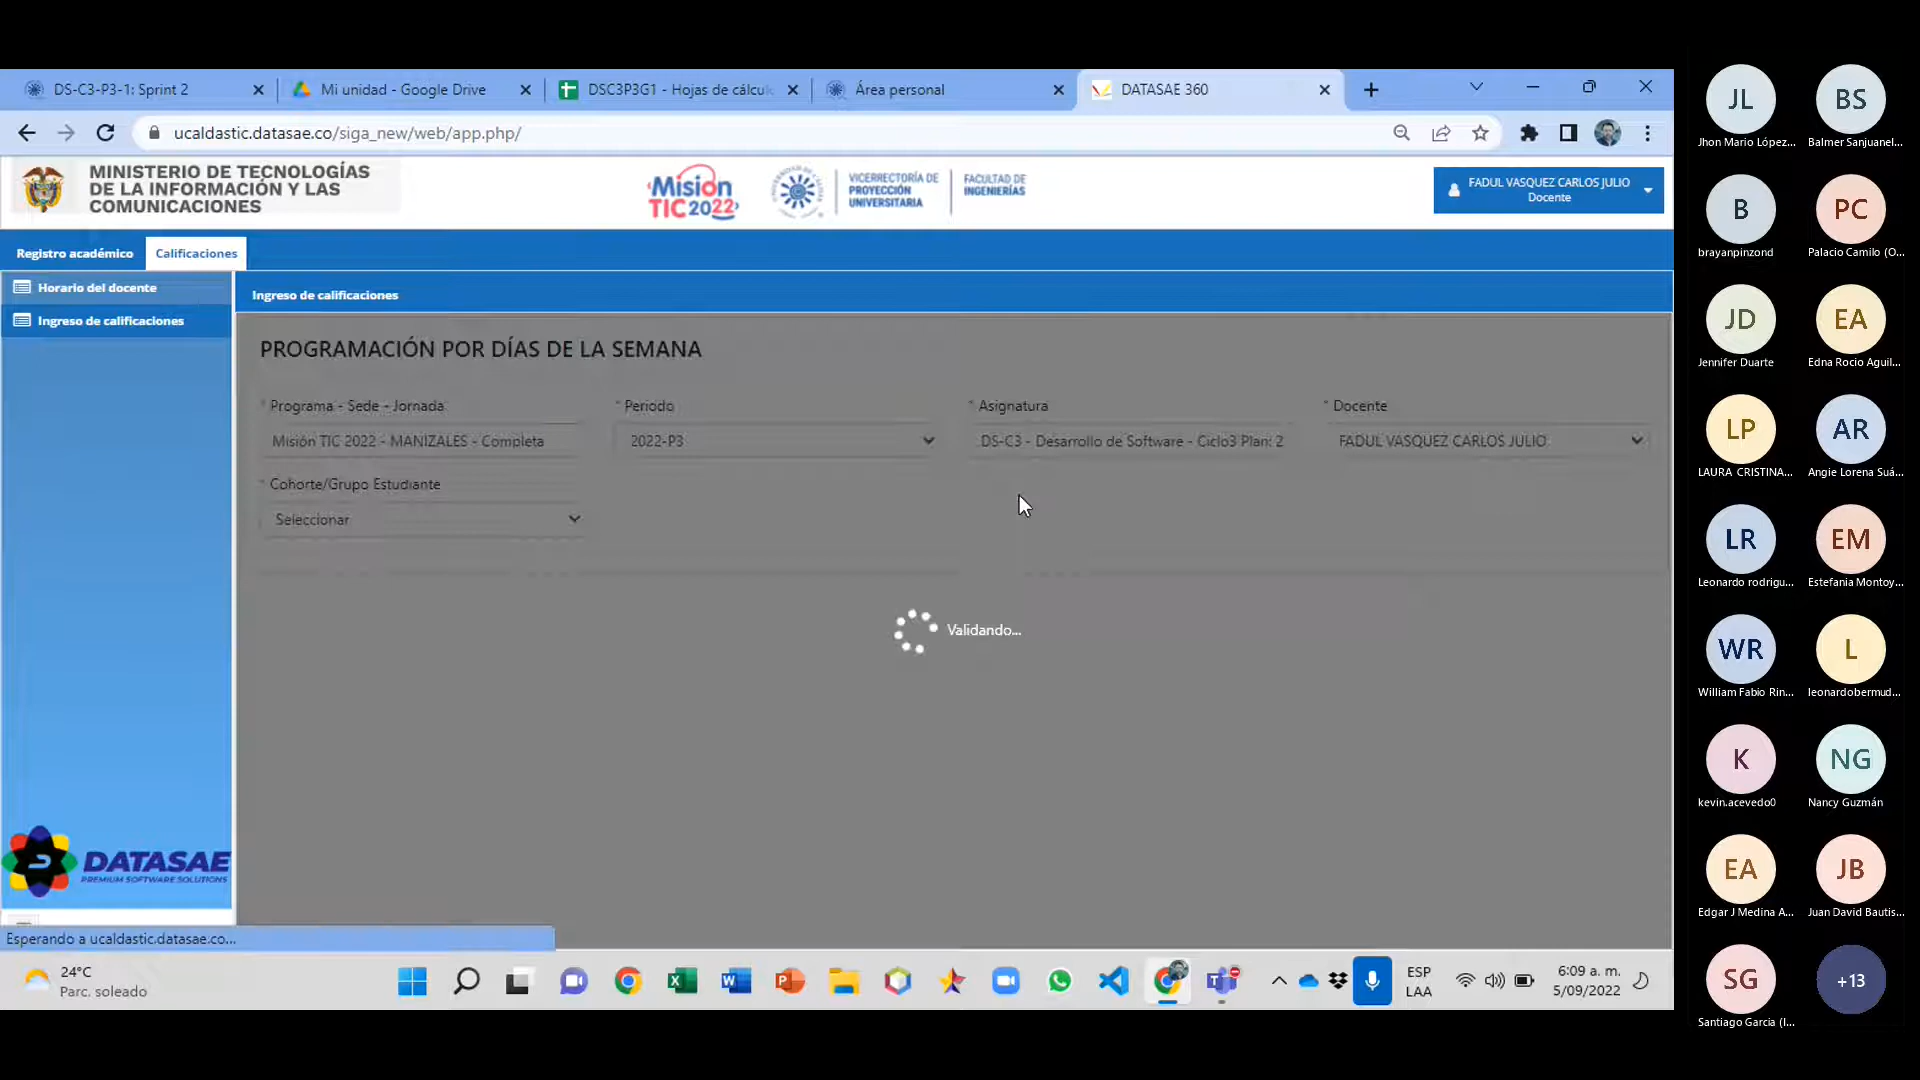 DS-C3-P3-1: Sprint 2
Mi unidad - Google Drive
DSC3P3G1 - Hojas de cálcul
Área personal
DATASAE 360
ucaldastic.datasae.co/siga_new/web/app.php/
MINISTERIO DE TECNOLOGÍAS
DE LA INFORMACIÓN Y LAS
COMUNICACIONES
Misión
TIC 2022
VICERRECTORÍA DE
PROYECCIÓN
UNIVERSITARIA
FACULTAD DE
INGENIERÍAS
FADUL VASQUEZ CARLOS JULIO
Docente
Registro académico
Calificaciones
Horario del docente
Ingreso de calificaciones
Ingreso de calificaciones
PROGRAMACIÓN POR DÍAS DE LA SEMANA
* Programa - Sede - Jornada
* Periodo
* Asignatura
* Docente
Misión TIC 2022 - MANIZALES - Completa
2022-P3
DS-C3 - Desarrollo de Software - Ciclo3 Plan: 2
FADUL VASQUEZ CARLOS JULIO
* Cohorte/Grupo Estudiante
Seleccionar
Validando...
DATASAE
PREMIUM SOFTWARE SOLUTIONS
Esperando a ucaldastic.datasae.co...
24°C
Parc. soleado
ESP
LAA
6:09 a. m.
5/09/2022
JL
Jhon Mario López...
BS
Balmer Sanjuanel...
B
brayanpinzond
PC
Palacio Camilo (O...
JD
Jennifer Duarte
EA
Edna Rocio Aguil...
LP
LAURA CRISTINA...
AR
Angie Lorena Suá...
LR
Leonardo rodrigu...
EM
Estefania Montoy...
WR
William Fabio Rin...
L
leonardobermud...
K
kevin.acevedo0
NG
Nancy Guzmán
EA
Edgar J Medina A...
JB
Juan David Bautis...
SG
Santiago Garcia (I...
+13